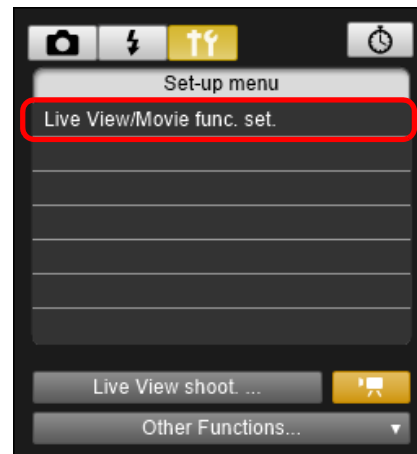 Set-up menu
Live View/Movie func. set.
Live View shoot. ...
Other Functions...